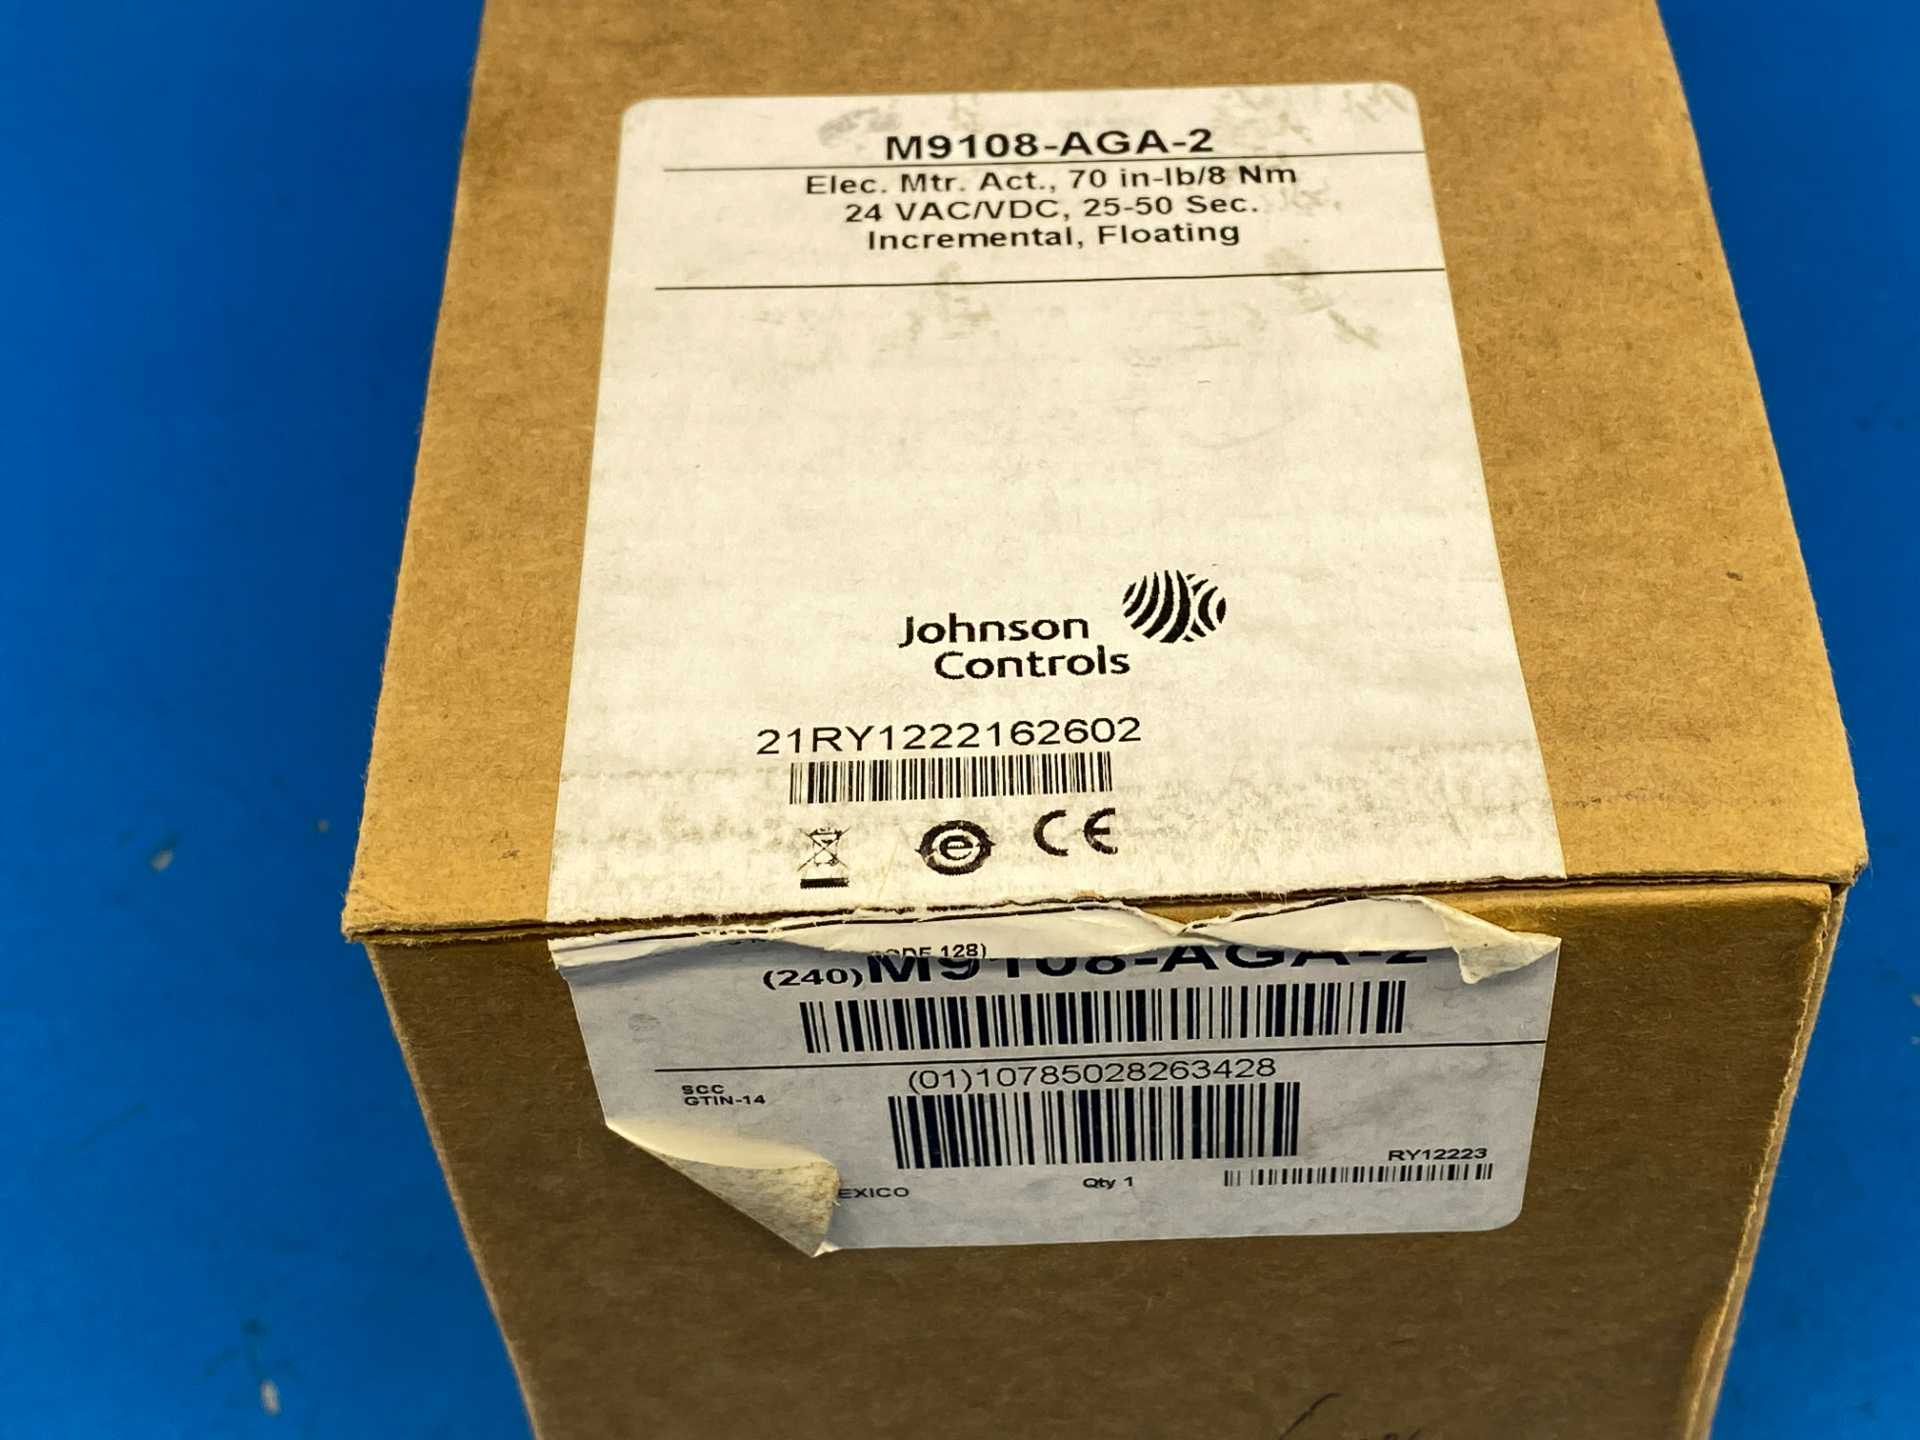 M9108-AGA-2
Elec. Mtr. Act., 70 in-lb/8 Nm
24 VAC/VDC, 25-50 Sec.
Incremental, Floating
Johnson
Controls
21RY1222162602
CE
128)
(240)M9108-AGA-2
(01)10785028263428
SCC
GTIN-14
RY12223
Qty 1